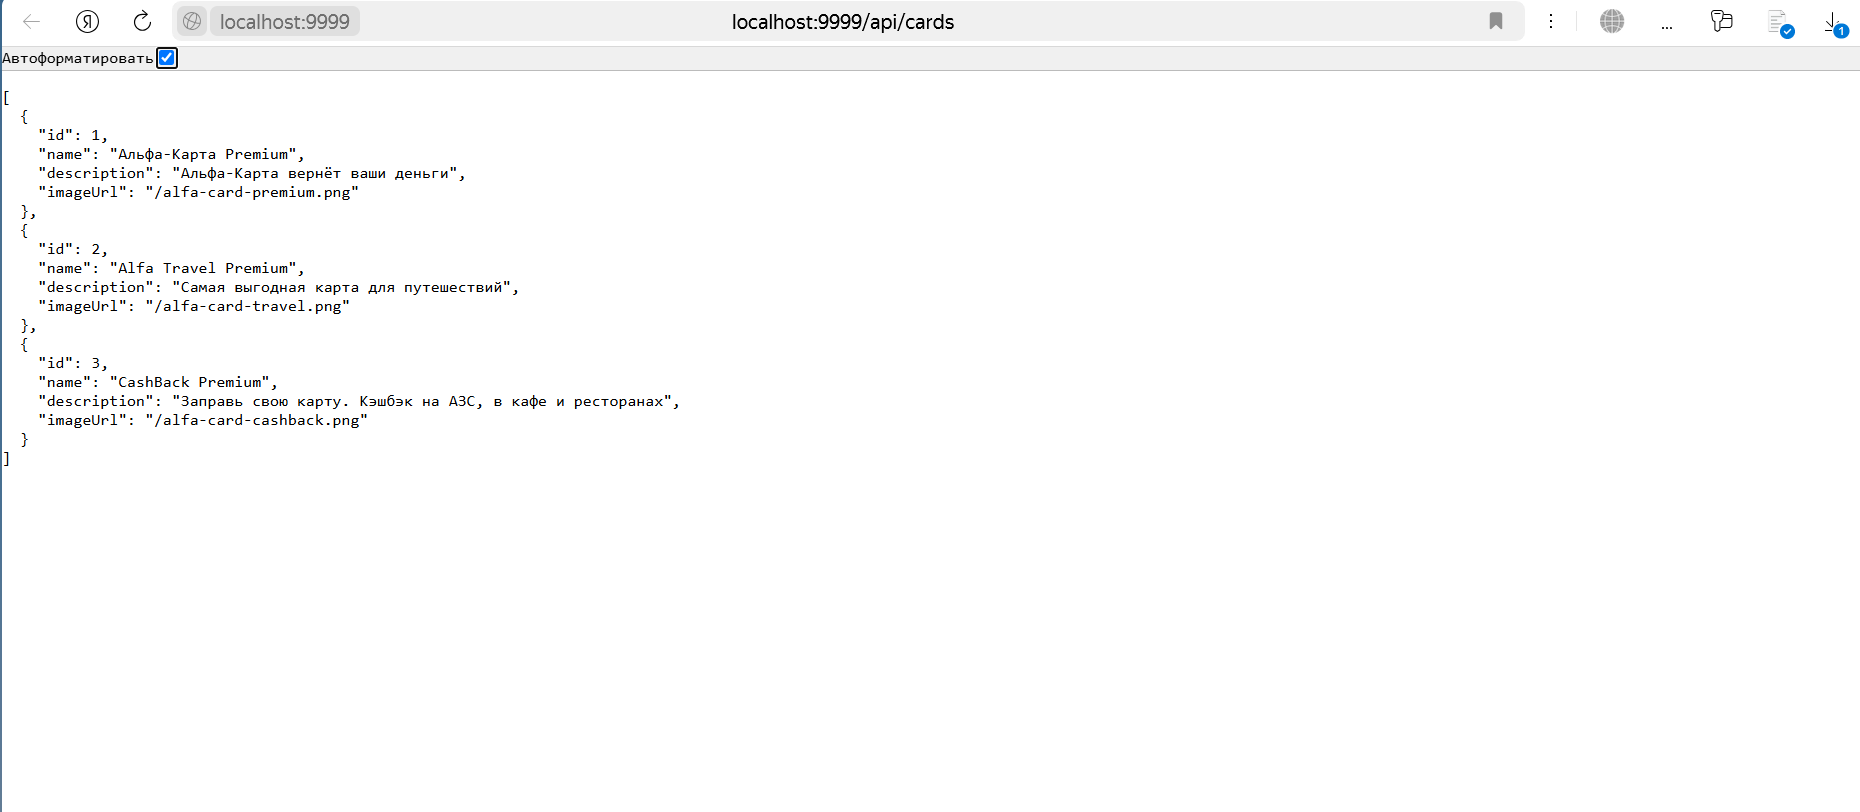 localhost:9999
localhost:9999/api/cards
...
1
Автоформатировать
[
  {
    "id": 1,
    "name": "Альфа-Карта Premium",
    "description": "Альфа-Карта вернёт ваши деньги",
    "imageUrl": "/alfa-card-premium.png"
  },
  {
    "id": 2,
    "name": "Alfa Travel Premium",
    "description": "Самая выгодная карта для путешествий",
    "imageUrl": "/alfa-card-travel.png"
  },
  {
    "id": 3,
    "name": "CashBack Premium",
    "description": "Заправь свою карту. Кэшбэк на АЗС, в кафе и ресторанах",
    "imageUrl": "/alfa-card-cashback.png"
  }
]